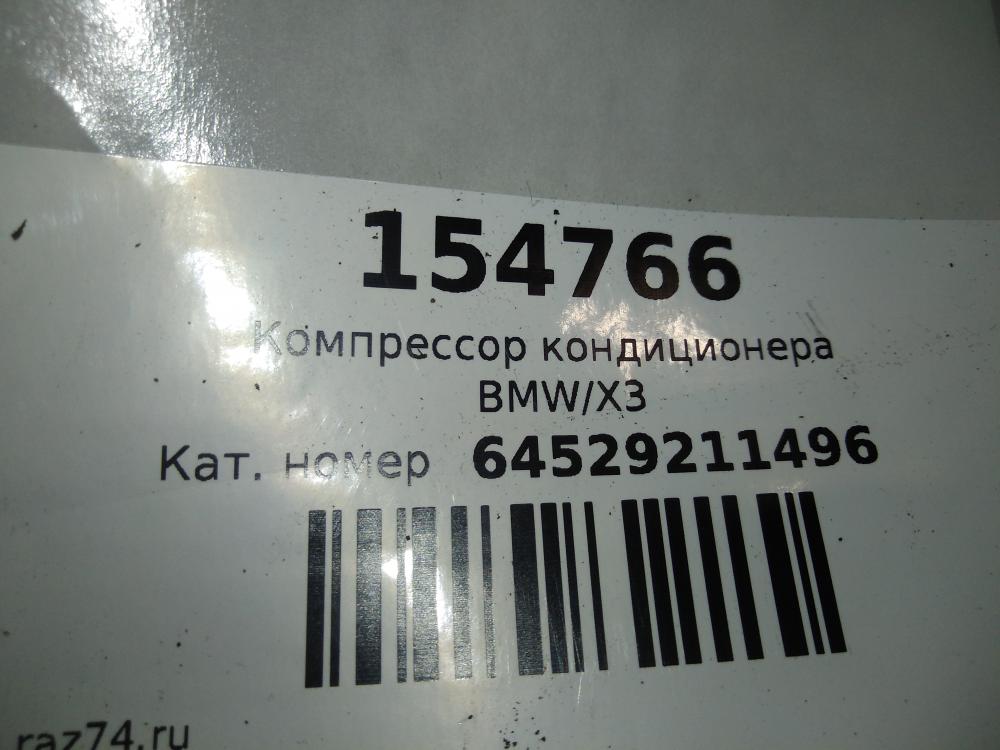 154766
Компрессор кондиционера
BMW/X3
Кат. номер 64529211496
raz74.ru